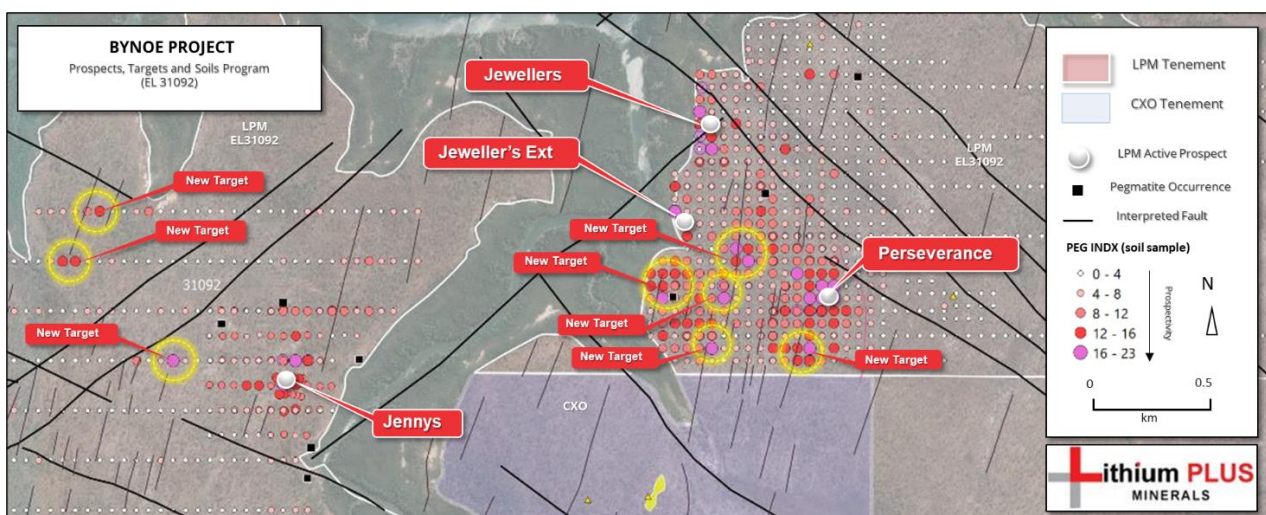 BYNOE PROJECT
Prospects, Targets and Soils Program
(EL 31092)
Jewellers
Jeweller's Ext
Perseverance
Jennys
LPM
EL31092
LPM
EL31092
31092
CXO
New Target
New Target
New Target
New Target
New Target
New Target
New Target
New Target
LPM Tenement
CXO Tenement
LPM Active Prospect
Pegmatite Occurrence
Interpreted Fault
PEG INDX (soil sample)
0 - 4
4 - 8
8 - 12
12 - 16
16 - 23
Prospectivity
N
0
0.5
km
Lithium PLUS
MINERALS